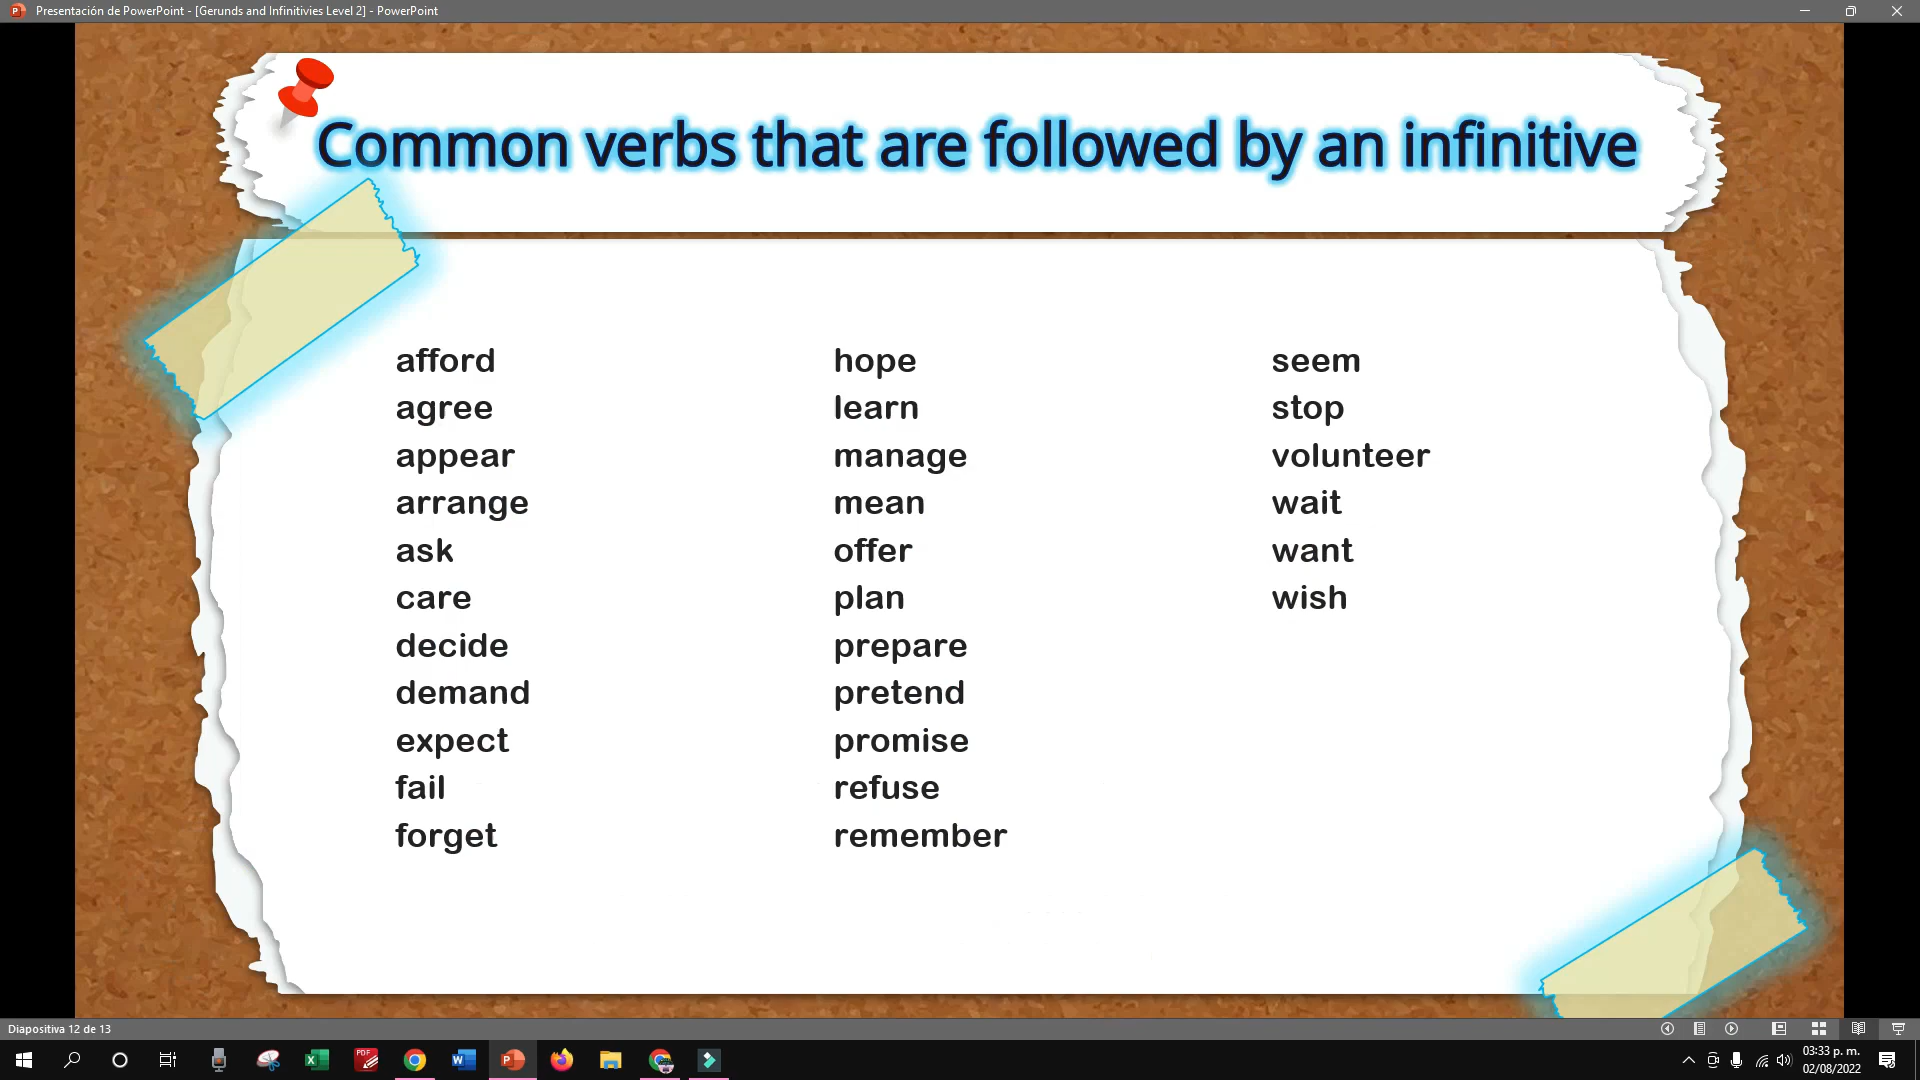 Presentación de PowerPoint - [Gerunds and Infinitivies Level 2] - PowerPoint
Common verbs that are followed by an infinitive
afford
agree
appear
arrange
ask
care
decide
demand
expect
fail
forget
hope
learn
manage
mean
offer
plan
prepare
pretend
promise
refuse
remember
seem
stop
volunteer
wait
want
wish
Diapositiva 12 de 13
PDF
03:33 p. m.
02/08/2022